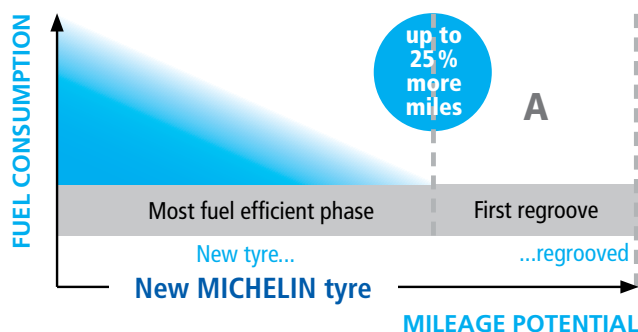 FUEL CONSUMPTION
up to
25 %
more
miles
A
Most fuel efficient phase
First regroove
New tyre...
...regrooved
New MICHELIN tyre
MILEAGE POTENTIAL